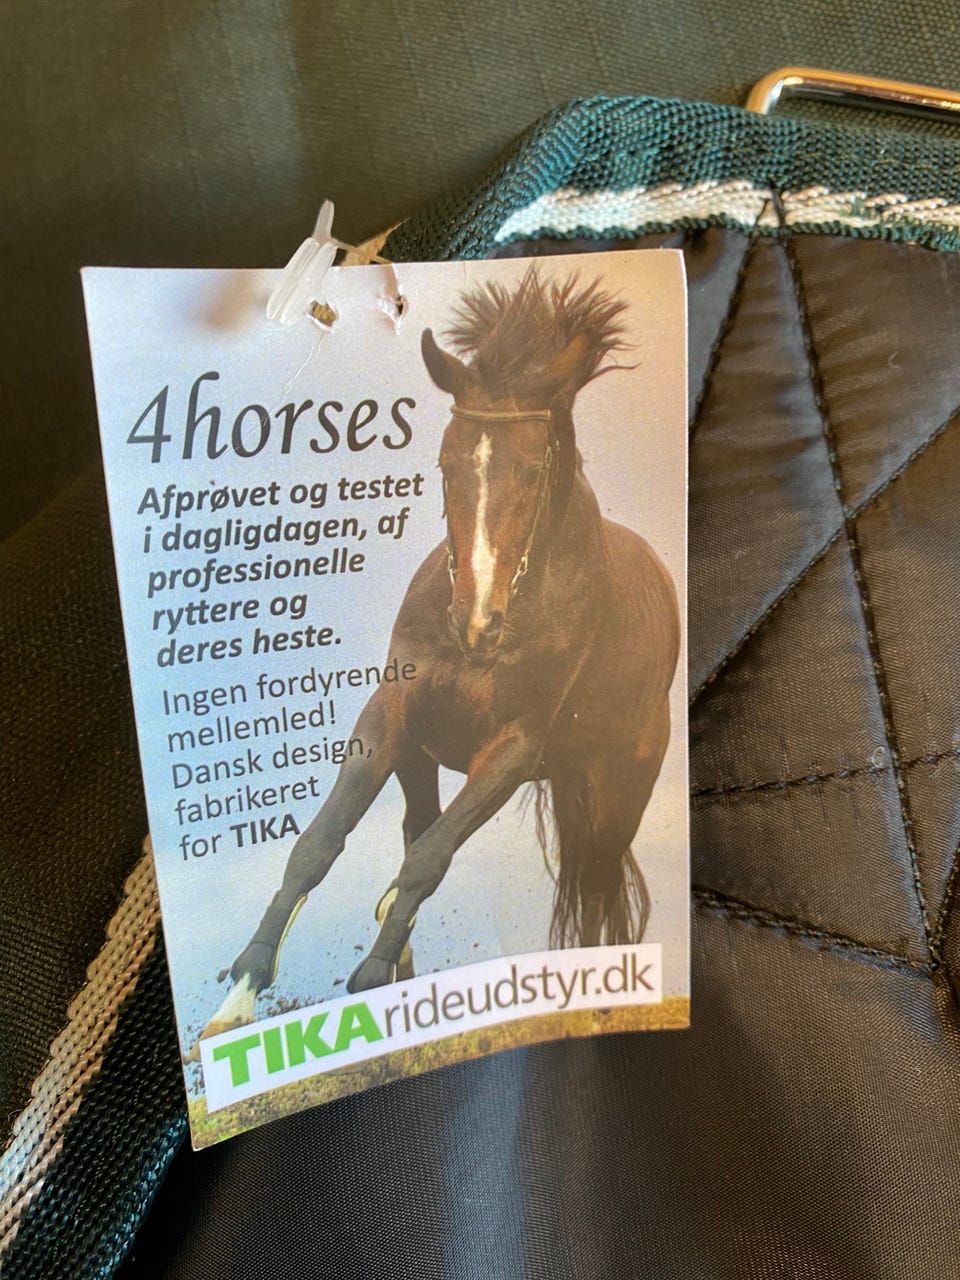 4horses
Afprøvet og testet
i dagligdagen, af
professionelle
ryttere og
deres heste.
Ingen fordyrende
mellemled!
Dansk design,
fabrikeret
for TIKA
TIKArideudstyr.dk